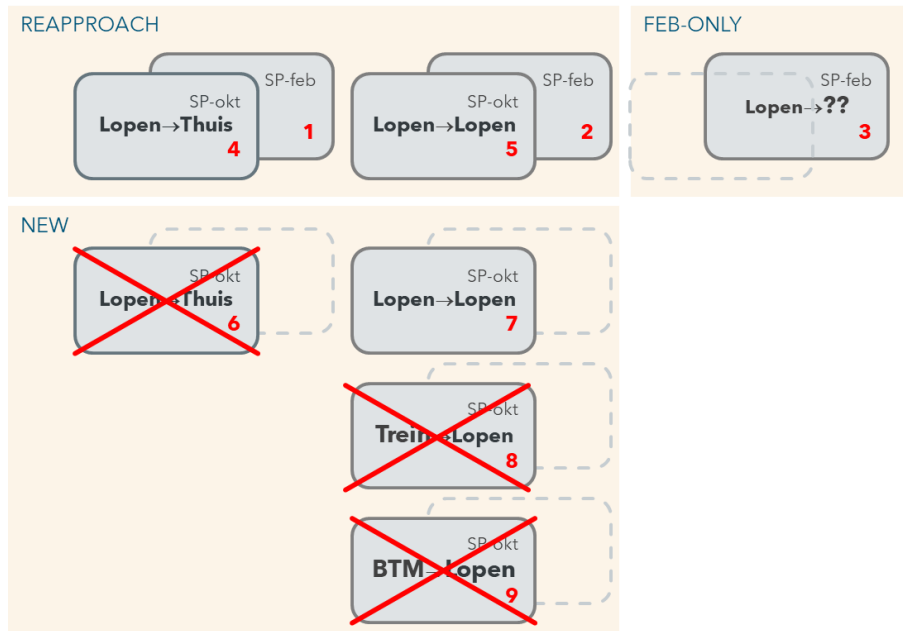 REAPPROACH
SP-feb
SP-okt
Lopen→Thuis
1
4
SP-feb
SP-okt
Lopen→Lopen
2
5
FEB-ONLY
SP-feb
Lopen→??
3
NEW
SP-okt
Lopen→Thuis
6
SP-okt
Lopen→Lopen
7
SP-okt
Trein→Lopen
8
SP-okt
BTM→Lopen
9